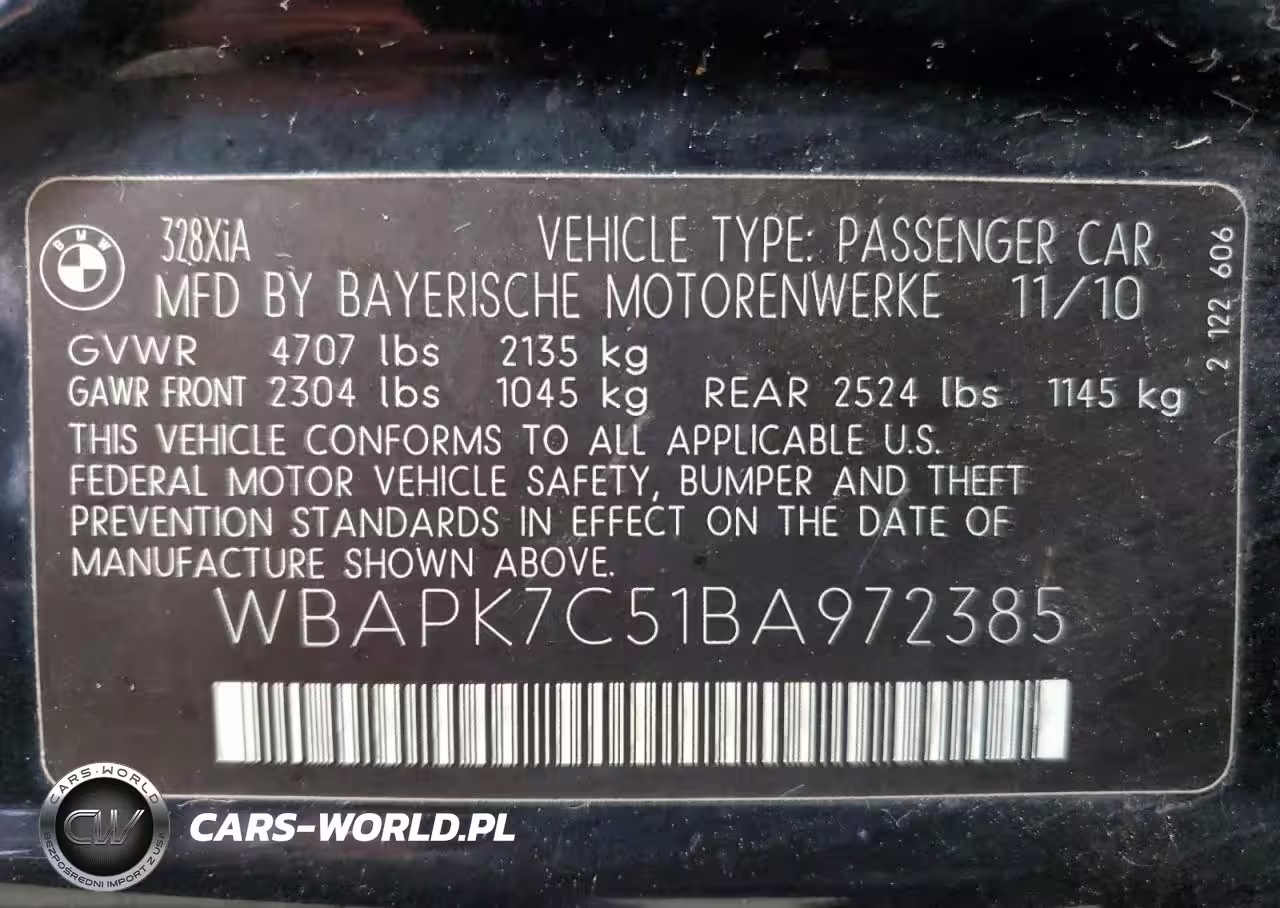 BMW
328XiA VEHICLE TYPE: PASSENGER CAR
MFD BY BAYERISCHE MOTORENWERKE 11/10
GVWR 4707 lbs 2135 kg
GAWR FRONT 2304 lbs 1045 kg REAR 2524 lbs 1145 kg
THIS VEHICLE CONFORMS TO ALL APPLICABLE U.S.
FEDERAL MOTOR VEHICLE SAFETY, BUMPER AND THEFT
PREVENTION STANDARDS IN EFFECT ON THE DATE OF
MANUFACTURE SHOWN ABOVE.
WBAPK7C51BA972385
2 122 606
CARS-WORLD
CW
BEZPOŚREDNI IMPORT Z USA
CARS-WORLD.PL